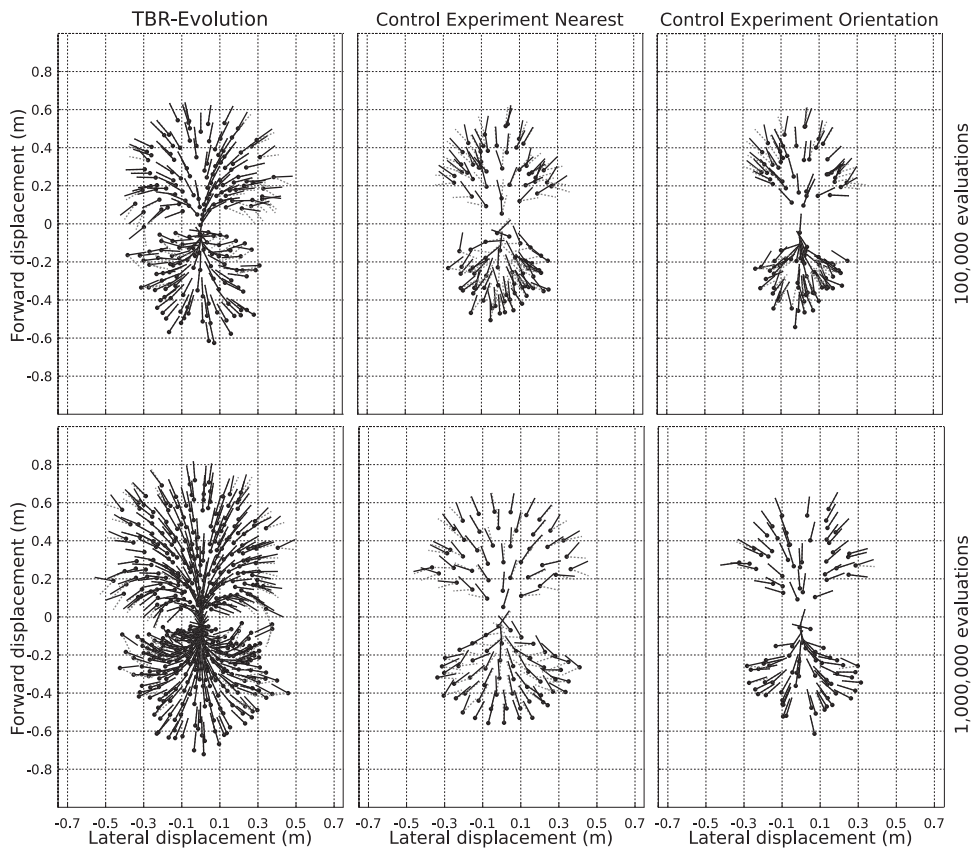 TBR-Evolution Control Experiment Nearest Control Experiment Orientation
0.8
0.6
0.4
0.2
0
-0.2
-0.4
-0.6
-0.8
Forward displacement (m)
100,000 evaluations
0.8
0.6
0.4
0.2
0
-0.2
-0.4
-0.6
-0.8
Forward displacement (m)
1,000,000 evaluations
-0.7 -0.5 -0.3 -0.1 0.1 0.3 0.5 0.7 -0.7 -0.5 -0.3 -0.1 0.1 0.3 0.5 0.7 -0.7 -0.5 -0.3 -0.1 0.1 0.3 0.5 0.7
Lateral displacement (m) Lateral displacement (m) Lateral displacement (m)